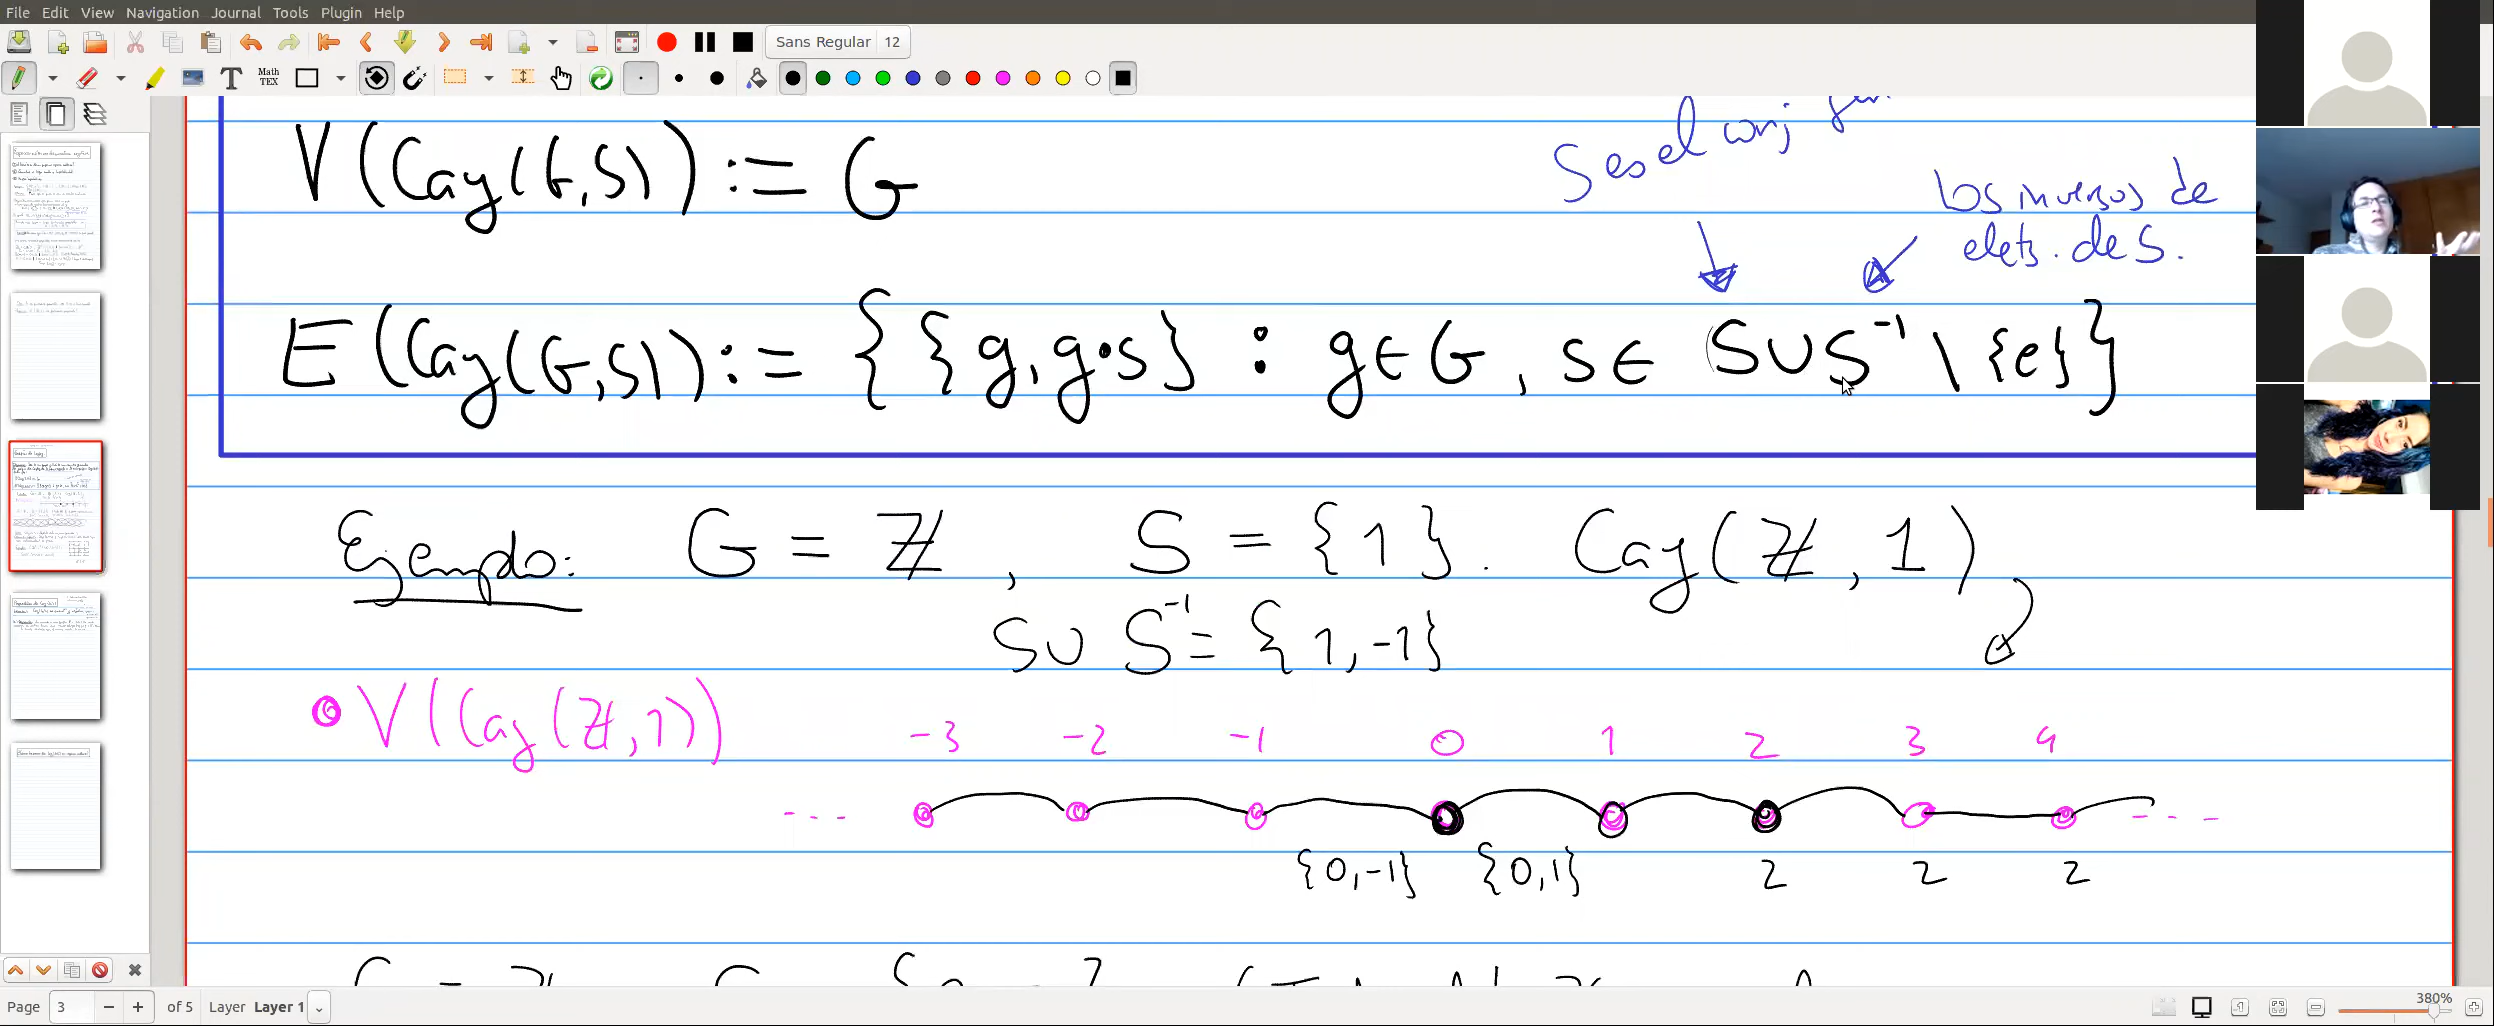 File Edit View Navigation Journal Tools Plugin Help
Sans Regular 12
Math
TEX
S es el conj
V(Cay(G,S)) := G
Los inversos de
elets. de S.
E(Cay(G,S)) := {{g, g·s} : g∈G, s∈ S∪S⁻¹ \ {e}}
Ejemplo: G = ℤ, S = {1}. Cay(ℤ, 1)
S∪S⁻¹ = {1, -1}
V(Cay(ℤ,1))
-3 -2 -1 0 1 2 3 4
--- ---
{0,-1} {0,1} 2 2 2
Page 3 of 5 Layer Layer 1 380%